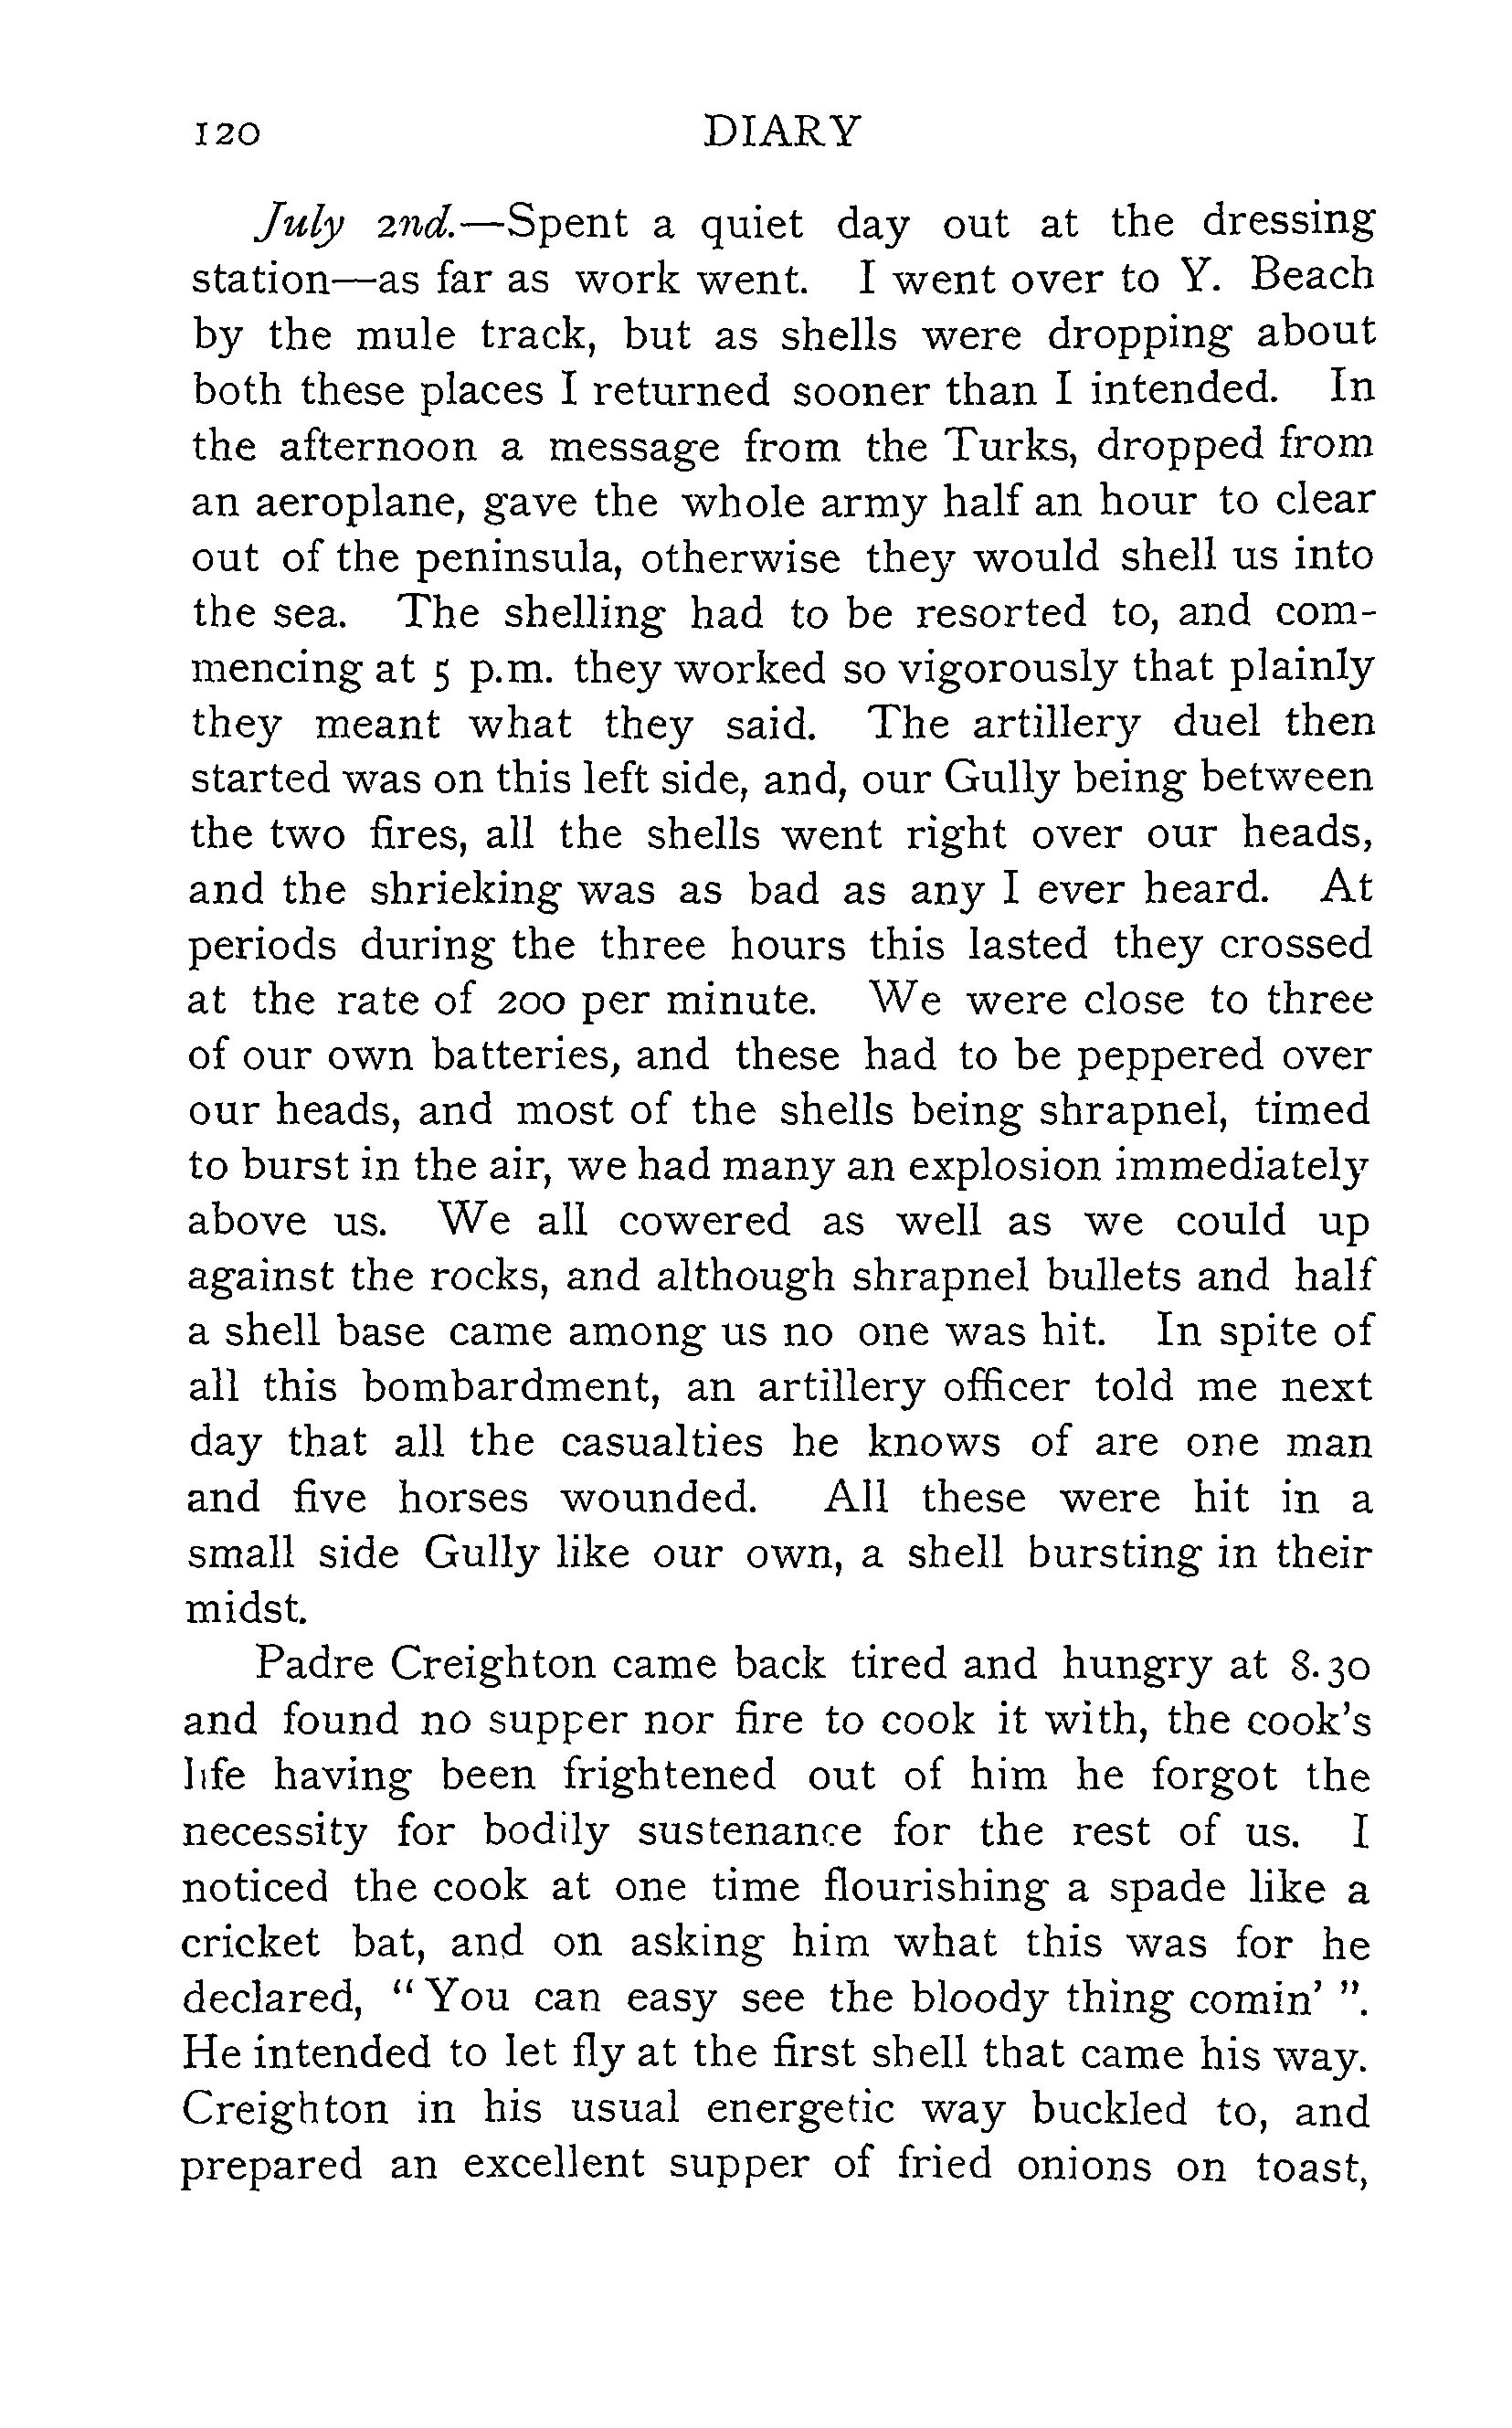 120 DIARY
July 2nd.—Spent a quiet day out at the dressing
station—as far as work went. I went over to Y. Beach
by the mule track, but as shells were dropping about
both these places I returned sooner than I intended. In
the afternoon a message from the Turks, dropped from
an aeroplane, gave the whole army half an hour to clear
out of the peninsula, otherwise they would shell us into
the sea. The shelling had to be resorted to, and com-
mencing at 5 p.m. they worked so vigorously that plainly
they meant what they said. The artillery duel then
started was on this left side, and, our Gully being between
the two fires, all the shells went right over our heads,
and the shrieking was as bad as any I ever heard. At
periods during the three hours this lasted they crossed
at the rate of 200 per minute. We were close to three
of our own batteries, and these had to be peppered over
our heads, and most of the shells being shrapnel, timed
to burst in the air, we had many an explosion immediately
above us. We all cowered as well as we could up
against the rocks, and although shrapnel bullets and half
a shell base came among us no one was hit. In spite of
all this bombardment, an artillery officer told me next
day that all the casualties he knows of are one man
and five horses wounded. All these were hit in a
small side Gully like our own, a shell bursting in their
midst.
Padre Creighton came back tired and hungry at 8.30
and found no supper nor fire to cook it with, the cook's
life having been frightened out of him he forgot the
necessity for bodily sustenance for the rest of us. I
noticed the cook at one time flourishing a spade like a
cricket bat, and on asking him what this was for he
declared, "You can easy see the bloody thing comin' ".
He intended to let fly at the first shell that came his way.
Creighton in his usual energetic way buckled to, and
prepared an excellent supper of fried onions on toast,